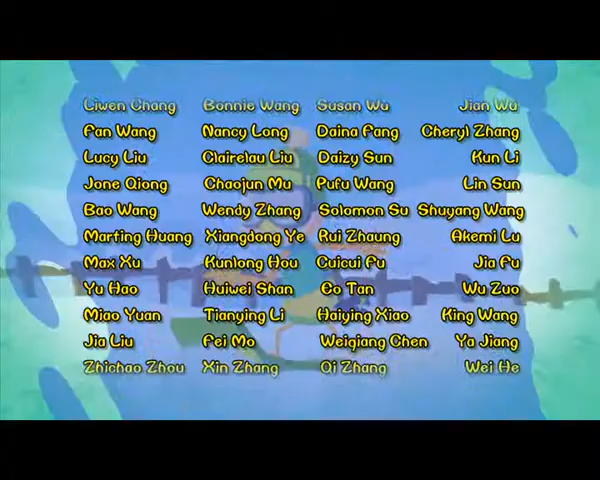 Liwen Chang Bonnie Wang Susan Wu Jian Wu
Fan Wang Nancy Long Daina Fang Cheryl Zhang
Lucy Liu Clairelau Liu Daizy Sun Kun Li
Jone Qiong Chaojun Mu Pufu Wang Lin Sun
Bao Wang Wendy Zhang Solomon Su Shuyang Wang
Marting Huang Xiangdong Ye Rui Zhaung Akemi Lu
Max Xu Kunlong Hou Cuicui Fu Jia Fu
Yu Hao Huiwei Shan Eo Tan Wu Zuo
Miao Yuan Tianying Li Haiying Xiao King Wang
Jia Liu Fei Mo Weiqiang Chen Ya Jiang
Zhichao Zhou Xin Zhang Qi Zhang Wei He